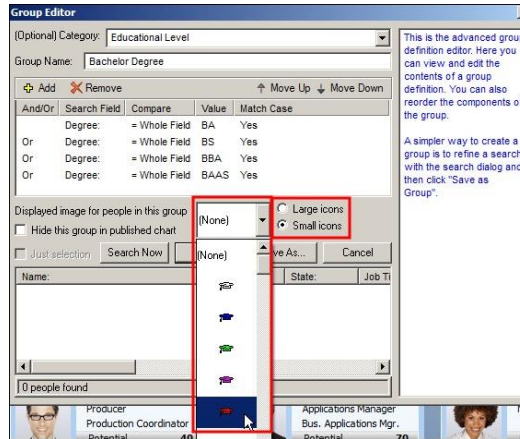 Group Editor
(Optional) Category: Educational Level
Group Name: Bachelor Degree
Add Remove Move Up Move Down
And/Or Search Field Compare Value Match Case
Degree: = Whole Field BA Yes
Or Degree: = Whole Field BS Yes
Or Degree: = Whole Field BBA Yes
Or Degree: = Whole Field BAAS Yes
Displayed image for people in this group (None) Large icons
Small icons
Hide this group in published chart
Just selection Search Now ve As... Cancel
(None)
Name: State: Job Ti
0 people found
This is the advanced grou
definition editor. Here you
can view and edit the
contents of a group
definition. You can also
reorder the components o
the group.
A simpler way to create a
group is to refine a search
with the search dialog and
then click "Save as
Group".
Producer
Production Coordinator
Potential 40
Applications Manager
Bus. Applications Mgr.
Potential 70